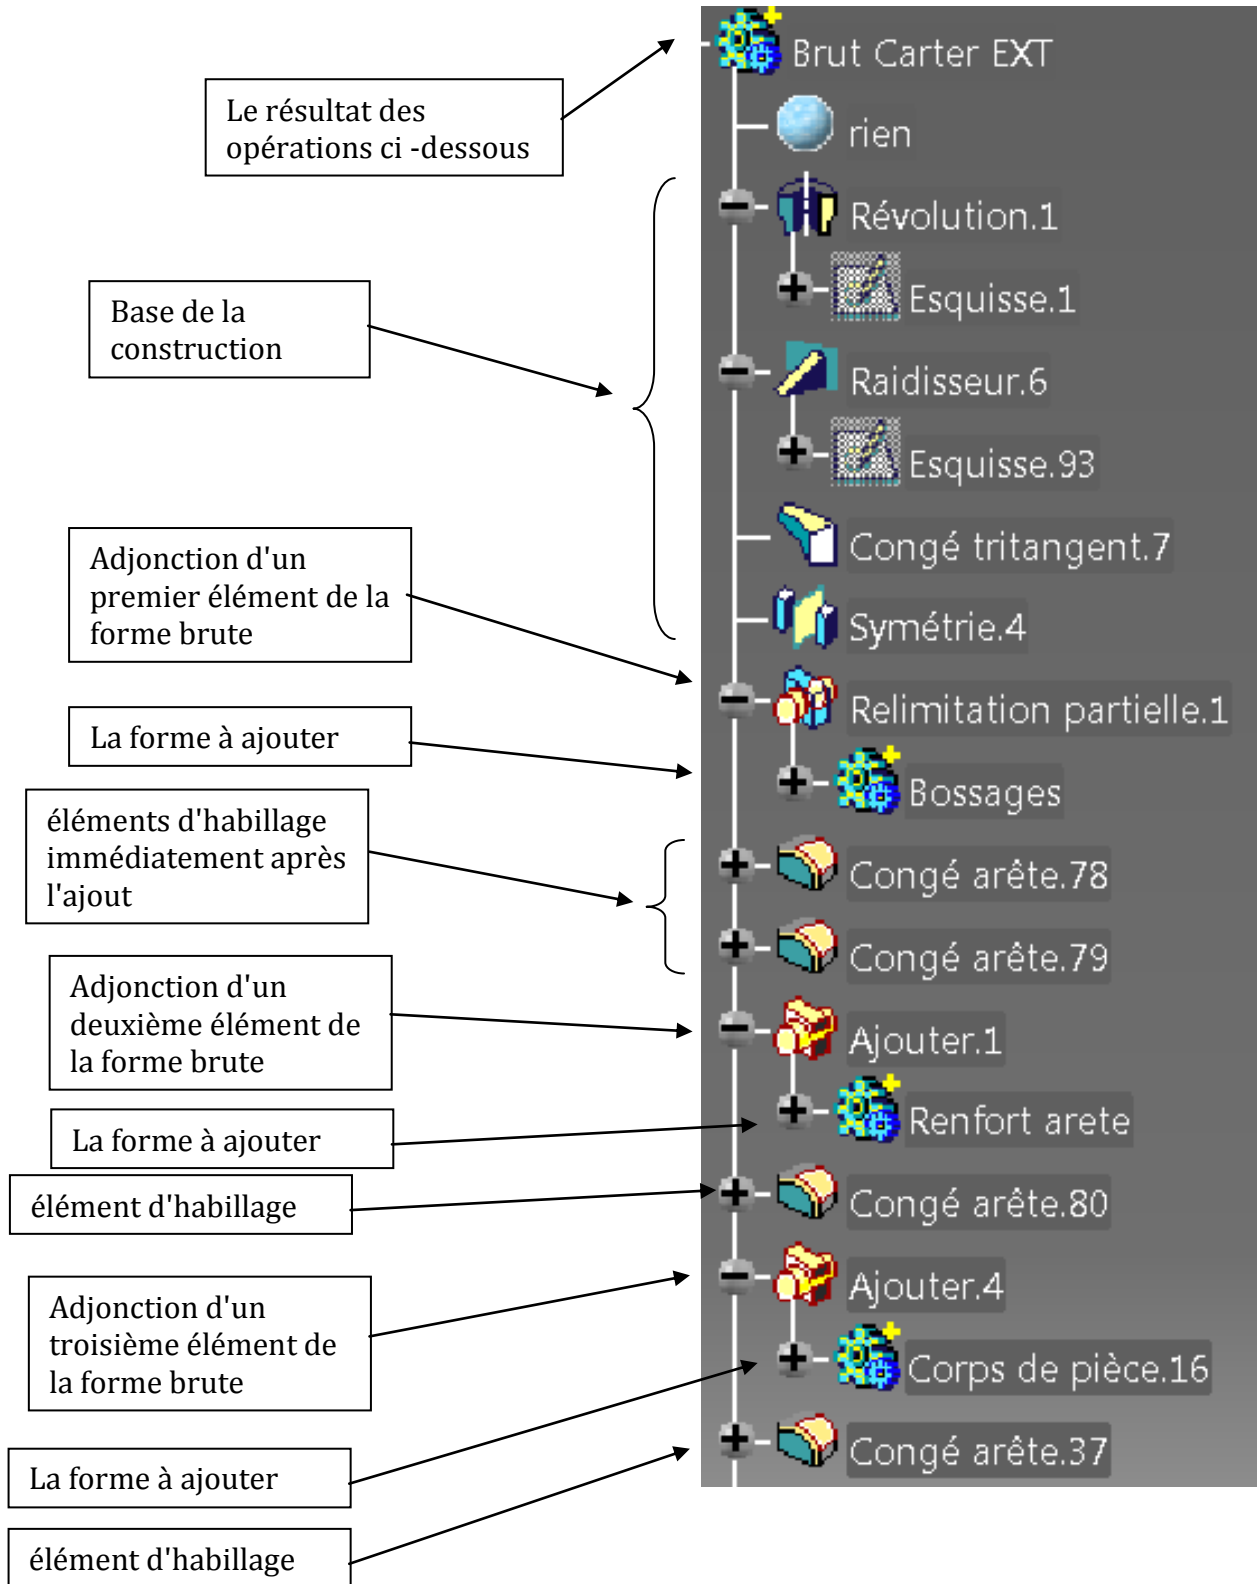 Brut Carter EXT
Le résultat des
opérations ci -dessous
rien
Révolution.1
Esquisse.1
Base de la
construction
Raidisseur.6
Esquisse.93
Congé tritangent.7
Adjonction d'un
premier élément de la
forme brute
Symétrie.4
Relimitation partielle.1
La forme à ajouter
Bossages
éléments d'habillage
immédiatement après
l'ajout
Congé arête.78
Congé arête.79
Adjonction d'un
deuxième élément de
la forme brute
Ajouter.1
La forme à ajouter
Renfort arete
élément d'habillage
Congé arête.80
Adjonction d'un
troisième élément de
la forme brute
Ajouter.4
Corps de pièce.16
La forme à ajouter
Congé arête.37
élément d'habillage